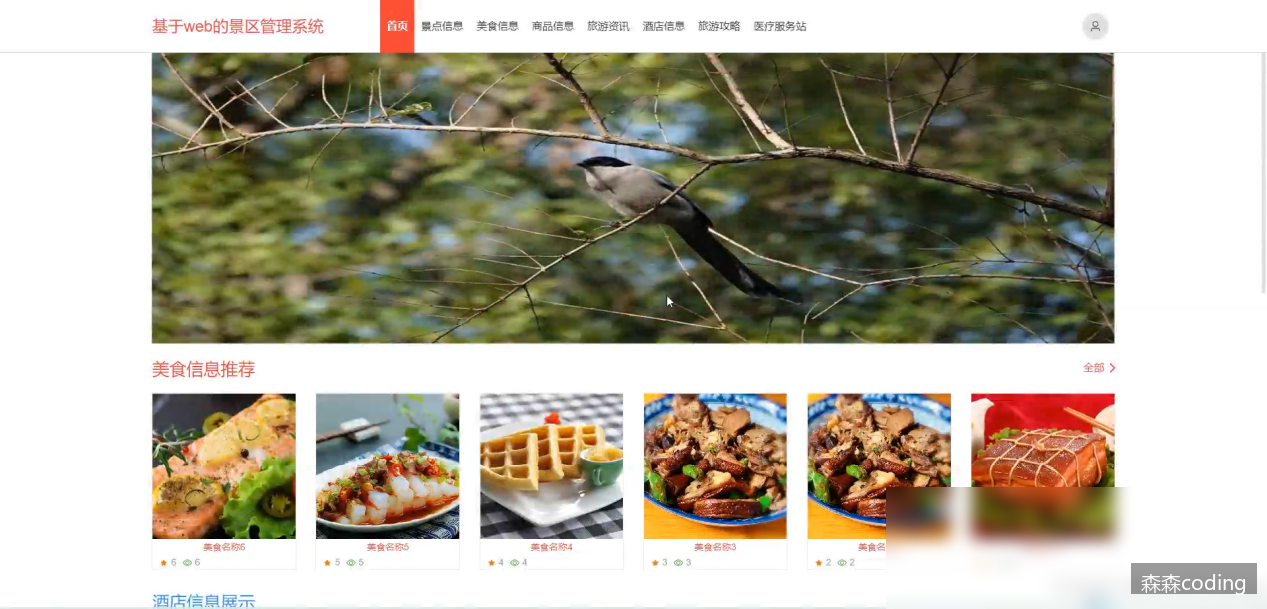 基于web的景区管理系统 首页 景点信息 美食信息 商品信息 旅游资讯 酒店信息 旅游攻略 医疗服务站
美食信息推荐 全部
美食名称6 美食名称5 美食名称4 美食名称3 美食名
6 6 5 5 4 4 3 3 2 2
酒店信息展示
森森coding